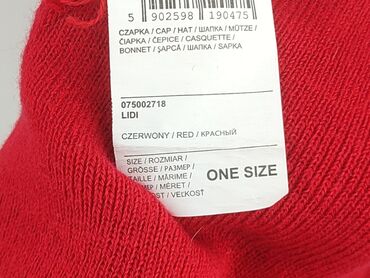 5 902598 190475
CZAPKA / CAP / HAT / ШАПКА / MÜTZE /
ČIAPKA / ČEPICE / CASQUETTE /
BONNET / ŞAPCĂ / ШАПКА / SAPKA
075002718
LIDI
CZERWONY / RED / КРАСНЫЙ
SIZE / ROZMIAR /
GRÖSSE / РАЗМЕР /
TAILLE / MĂRIME /
MÉRET /
VEĽKOSŤ
ONE SIZE